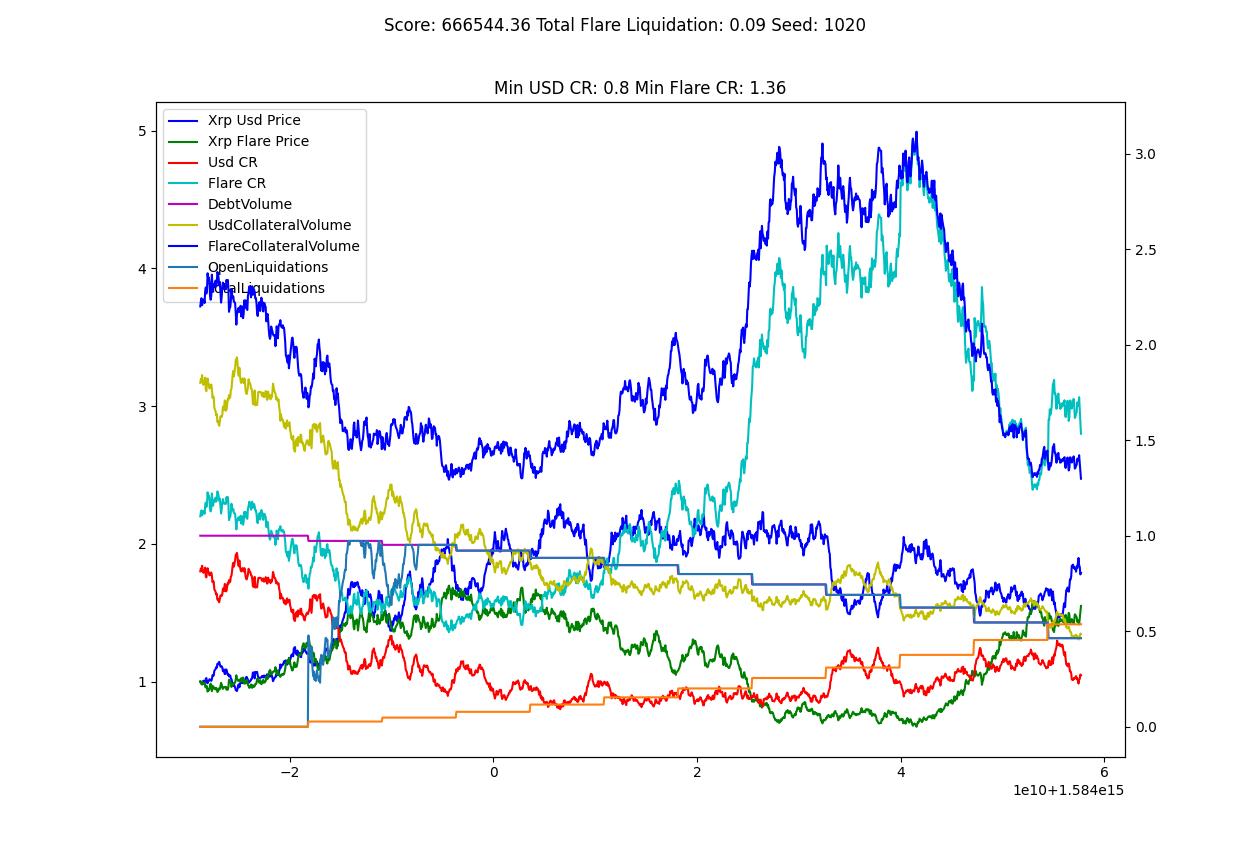 Score: 666544.36 Total Flare Liquidation: 0.09 Seed: 1020
Min USD CR: 0.8 Min Flare CR: 1.36
Xrp Usd Price
Xrp Flare Price
Usd CR
Flare CR
DebtVolume
UsdCollateralVolume
FlareCollateralVolume
OpenLiquidations
TotalLiquidations
5
4
3
2
1
3.0
2.5
2.0
1.5
1.0
0.5
0.0
−2
0
2
4
6
1e10+1.584e15